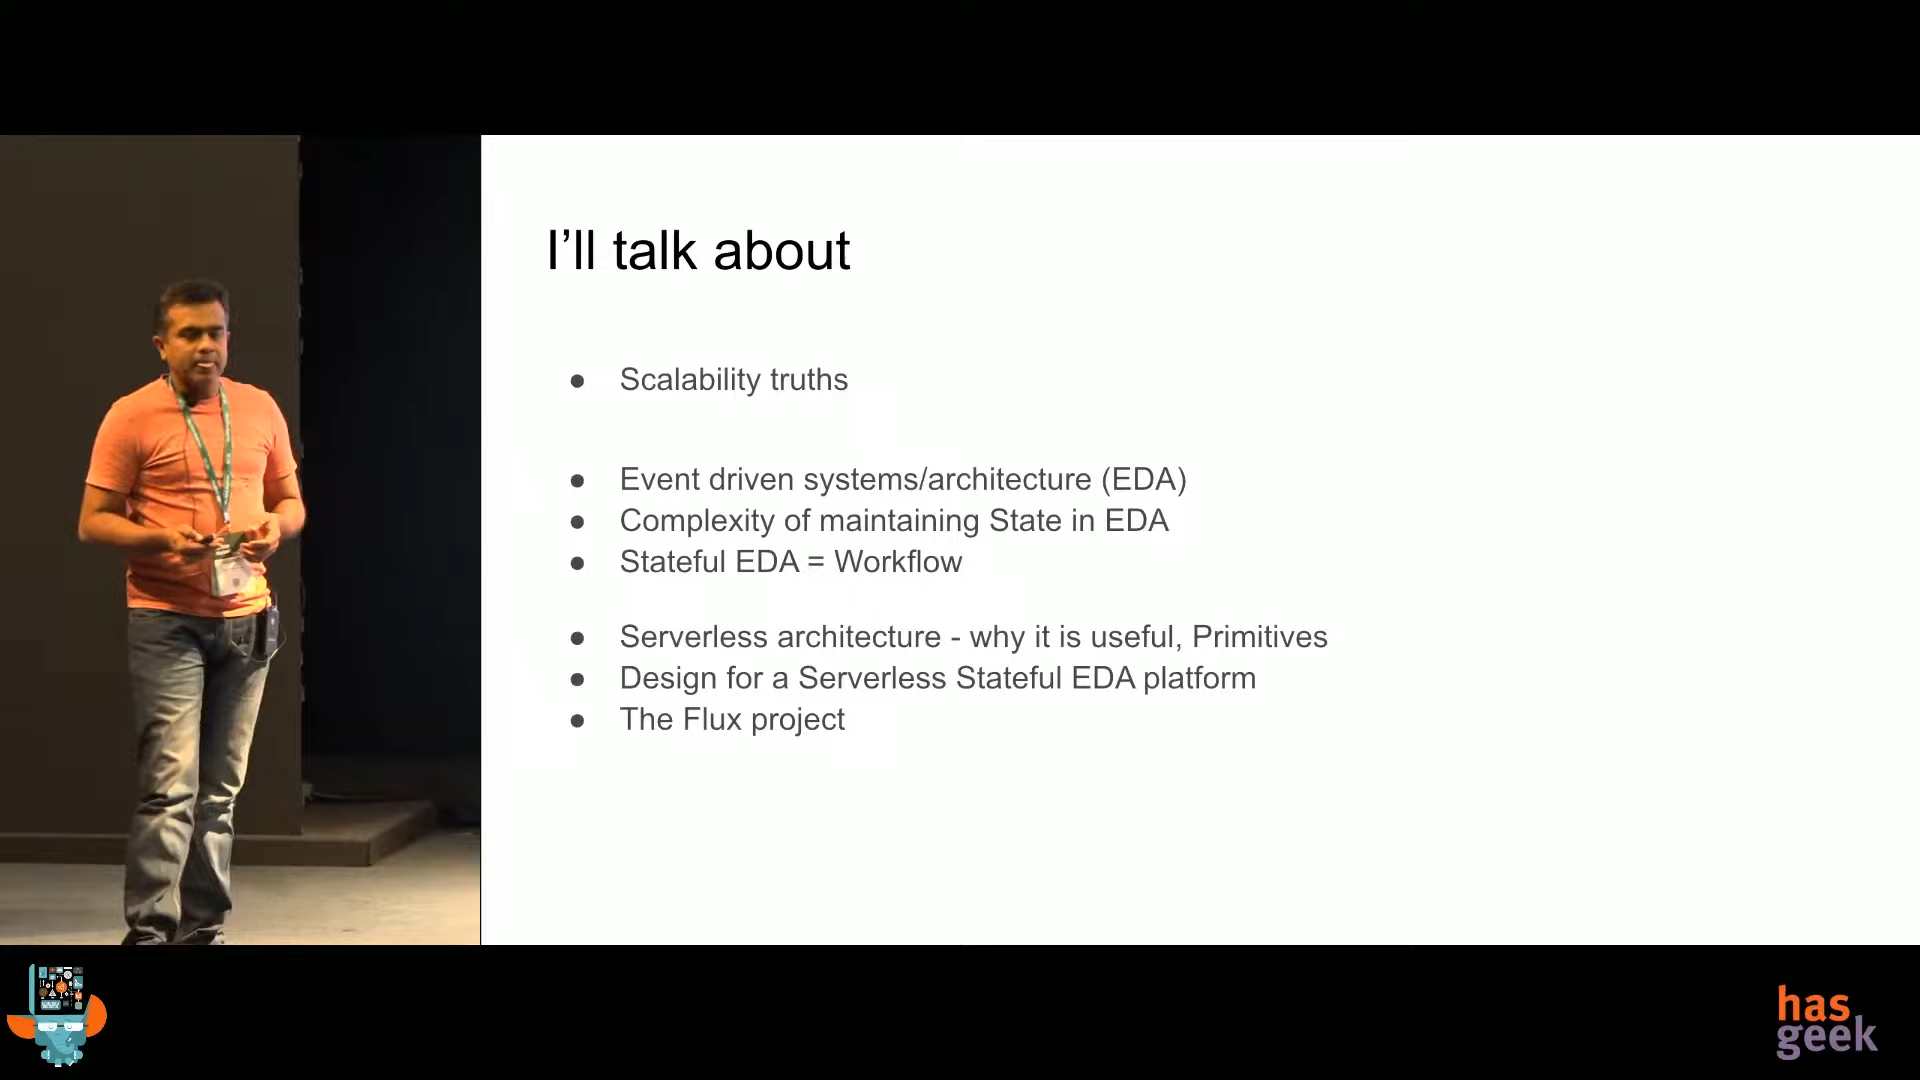 I'll talk about
● Scalability truths
● Event driven systems/architecture (EDA)
● Complexity of maintaining State in EDA
● Stateful EDA = Workflow
● Serverless architecture - why it is useful, Primitives
● Design for a Serverless Stateful EDA platform
● The Flux project
has
geek